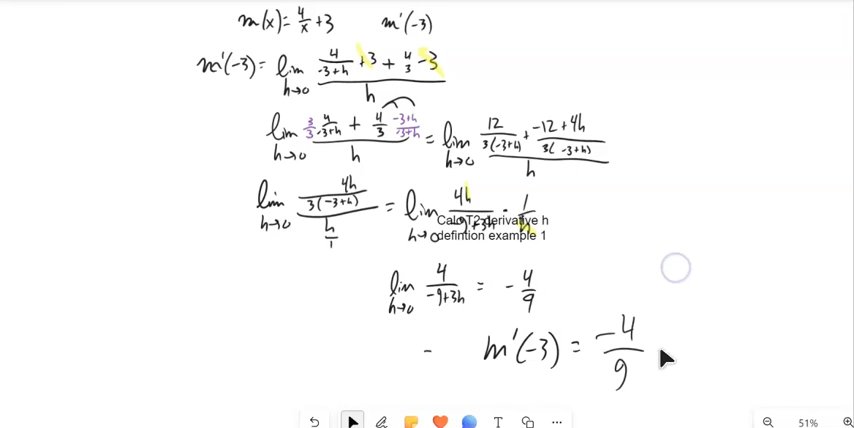 m(x) = 4/x + 3 m'(-3)
m'(-3) = lim h→0 (4/(-3+h) + 3 + 4/3 - 3)/h
lim h→0 (3/3 · 4/(-3+h) + 4/3 · (-3+h)/(-3+h))/h = lim h→0 (12/(3(-3+h)) + (-12+4h)/(3(-3+h)))/h
lim h→0 (4h/(3(-3+h)))/(h/1) = lim h→0 4h/(-9+3h) · 1/h
Calc T2 derivative h
defintion example 1
lim h→0 4/(-9+3h) = -4/9
m'(-3) = -4/9
T
51%